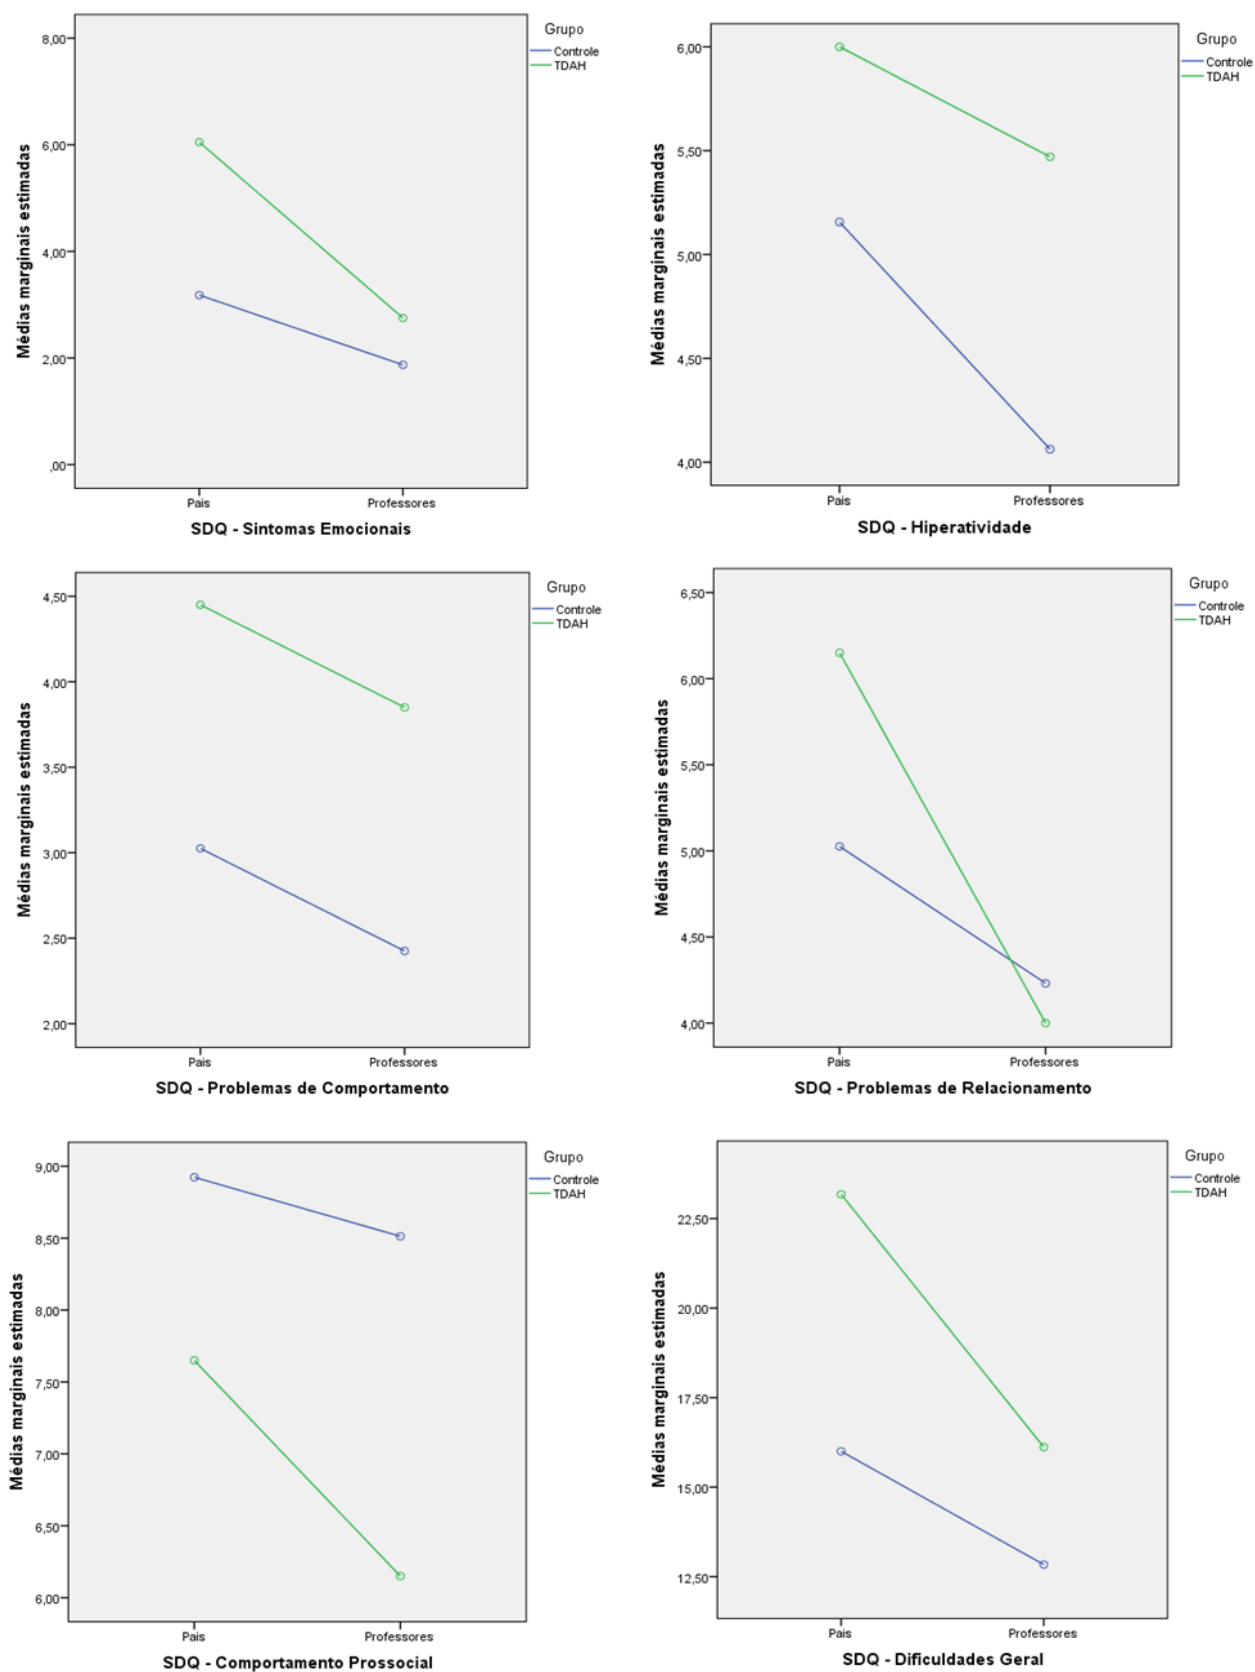 Grupo
Controle
TDAH
8,00
6,00
4,00
2,00
,00
Médias marginais estimadas
Pais
Professores
SDQ - Sintomas Emocionais
Grupo
Controle
TDAH
6,00
5,50
5,00
4,50
4,00
Médias marginais estimadas
Pais
Professores
SDQ - Hiperatividade
Grupo
Controle
TDAH
4,50
4,00
3,50
3,00
2,50
2,00
Médias marginais estimadas
Pais
Professores
SDQ - Problemas de Comportamento
Grupo
Controle
TDAH
6,50
6,00
5,50
5,00
4,50
4,00
Médias marginais estimadas
Pais
Professores
SDQ - Problemas de Relacionamento
Grupo
Controle
TDAH
9,00
8,50
8,00
7,50
7,00
6,50
6,00
Médias marginais estimadas
Pais
Professores
SDQ - Comportamento Prossocial
Grupo
Controle
TDAH
22,50
20,00
17,50
15,00
12,50
Médias marginais estimadas
Pais
Professores
SDQ - Dificuldades Geral